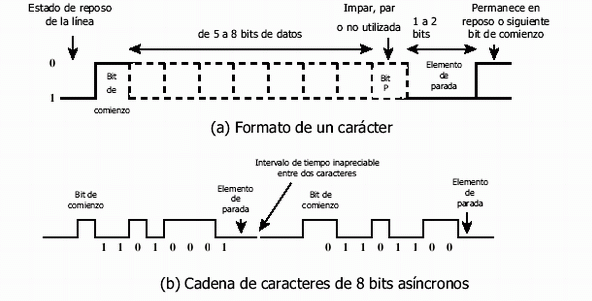 Estado de reposo
de la línea
de 5 a 8 bits de datos
Impar, par
o no utilizada
1 a 2
bits
Permanece en
reposo o siguiente
bit de comienzo
0
1
Bit
de
comienzo
Bit
P
Elemento
de
parada
(a) Formato de un carácter
Intervalo de tiempo inapreciable
entre dos caracteres
Bit de
comienzo
Elemento
de
parada
Bit de
comienzo
Elemento
de
parada
1 1 0 1 0 0 0 1
0 1 1 0 1 1 0 0
(b) Cadena de caracteres de 8 bits asíncronos